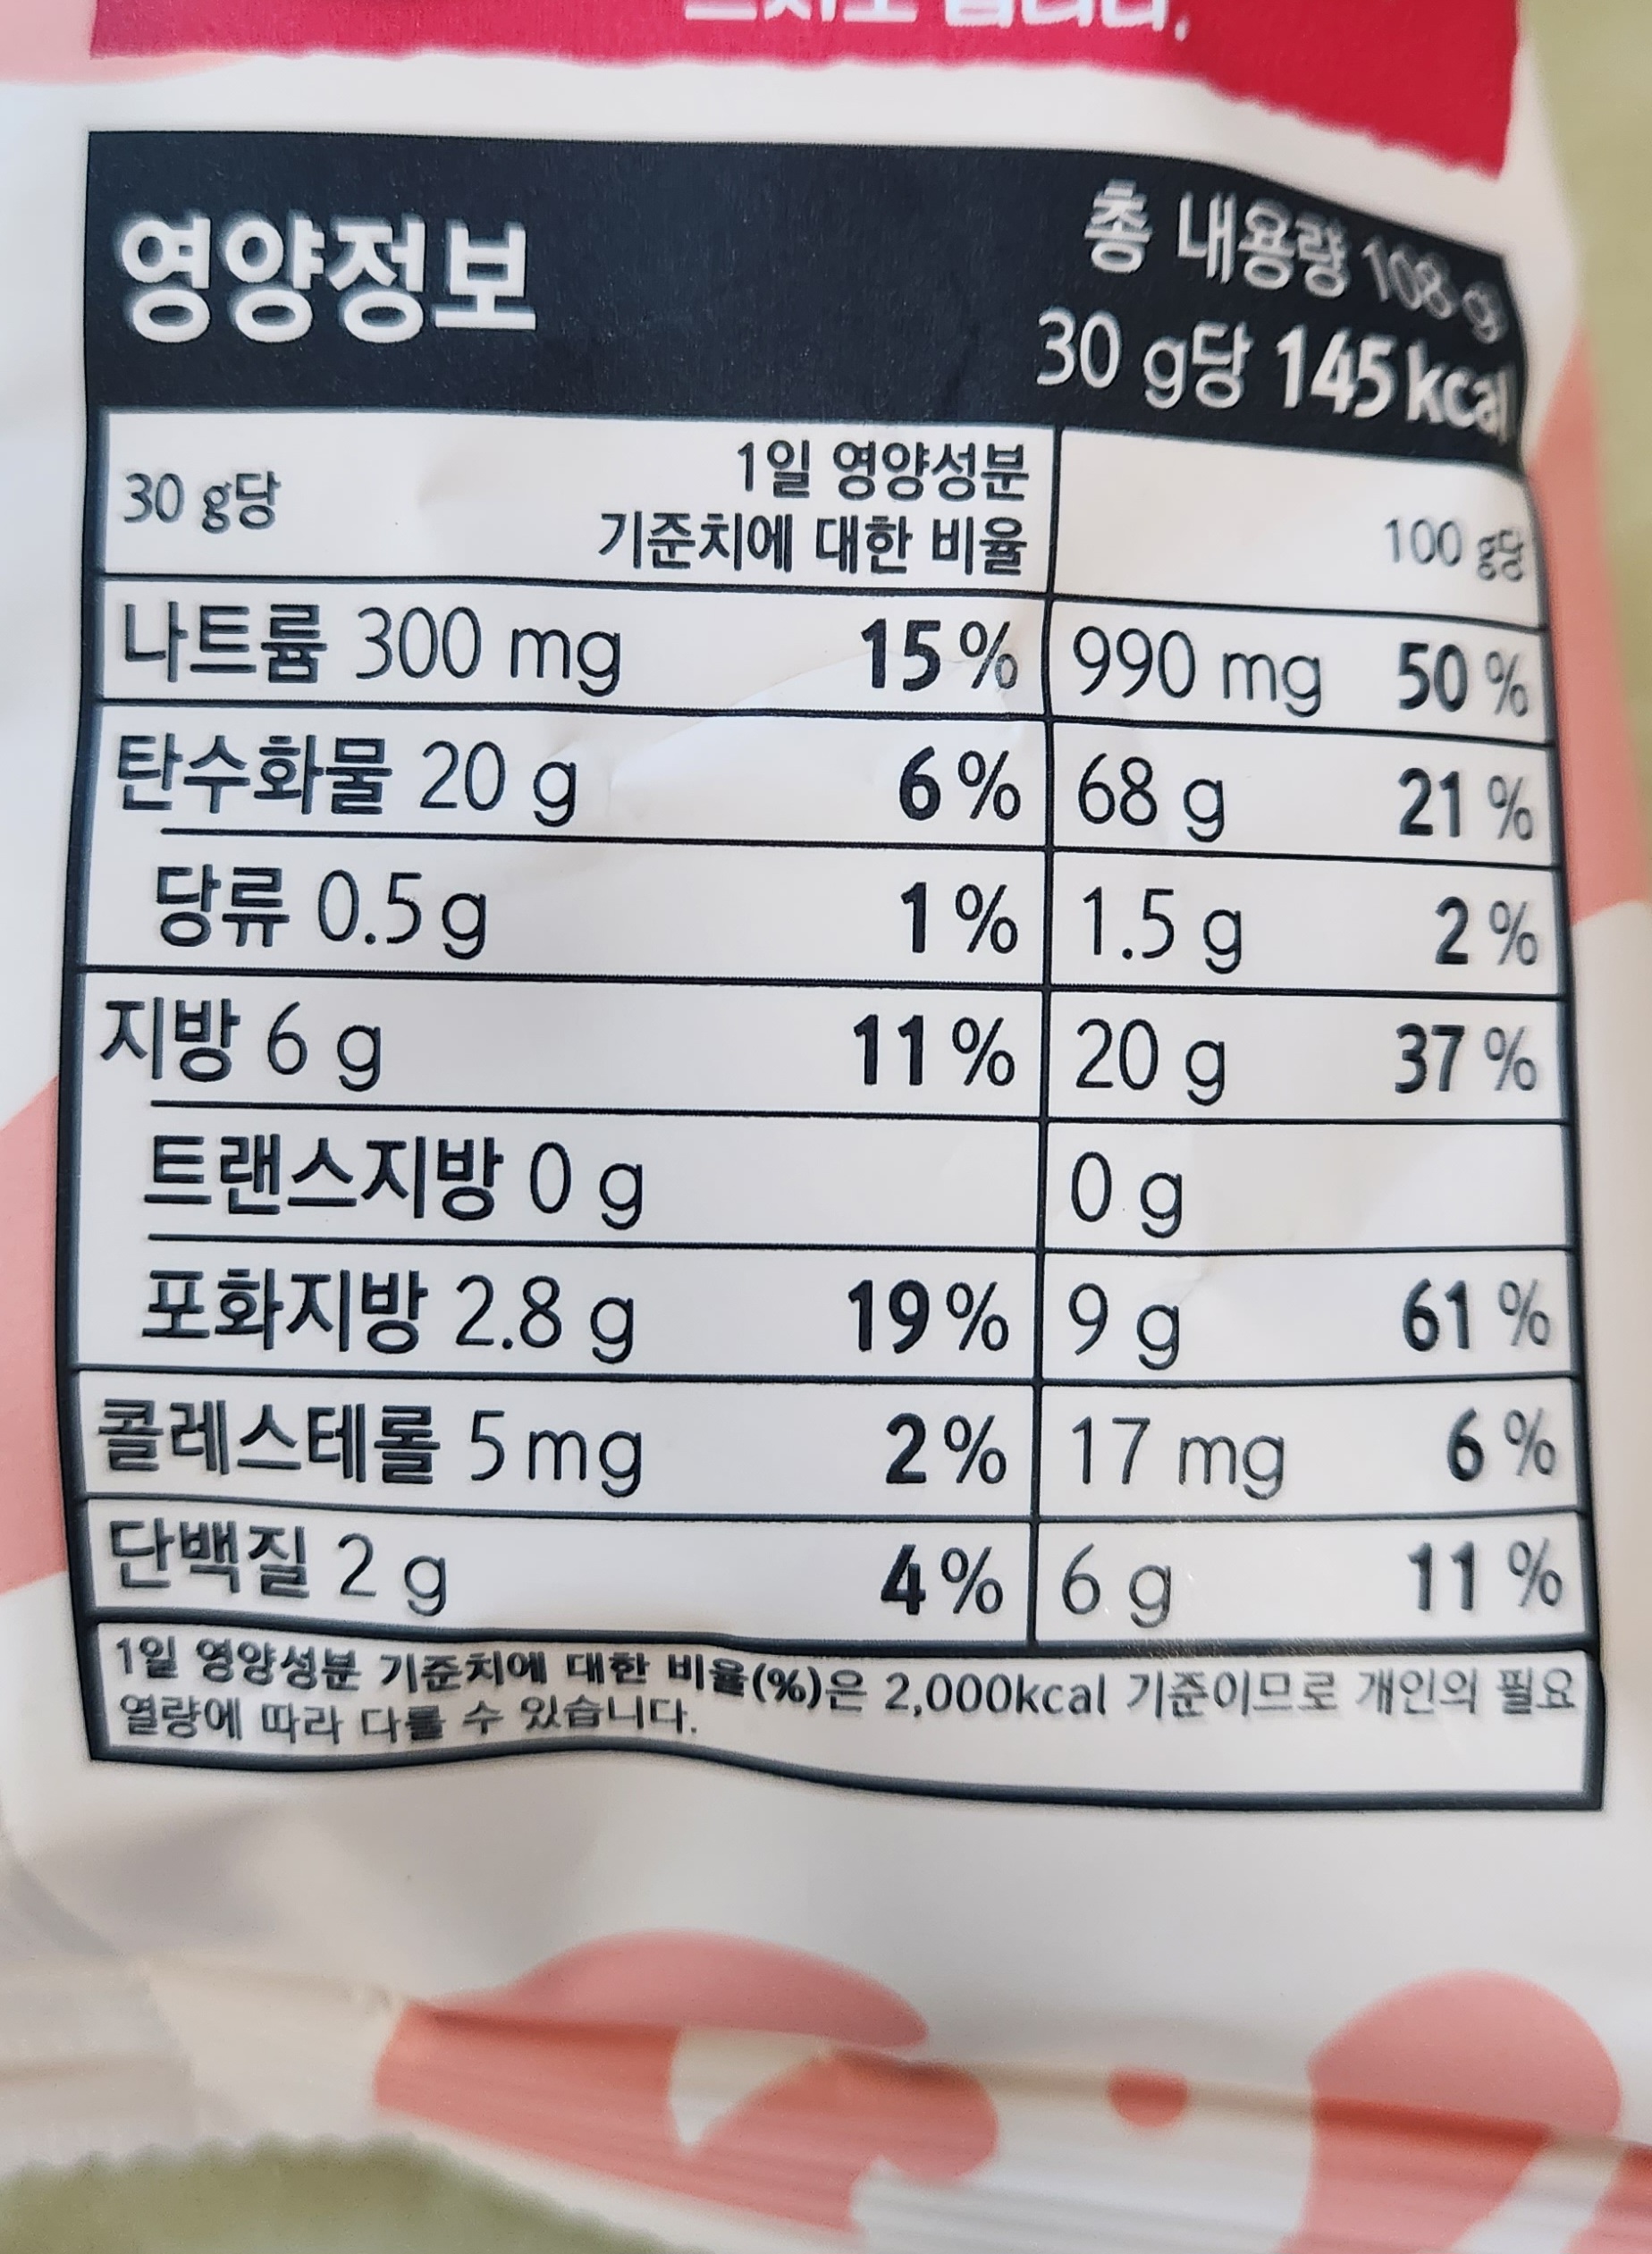 영양정보
총 내용량 108 g
30 g당 145 kcal
30 g당
1일 영양성분
기준치에 대한 비율
100 g당
나트륨 300 mg 15 % 990 mg 50 %
탄수화물 20 g 6 % 68 g 21 %
당류 0.5 g 1 % 1.5 g 2 %
지방 6 g 11 % 20 g 37 %
트랜스지방 0 g 0 g
포화지방 2.8 g 19 % 9 g 61 %
콜레스테롤 5 mg 2 % 17 mg 6 %
단백질 2 g 4 % 6 g 11 %
1일 영양성분 기준치에 대한 비율(%)은 2,000kcal 기준이므로 개인의 필요
열량에 따라 다를 수 있습니다.